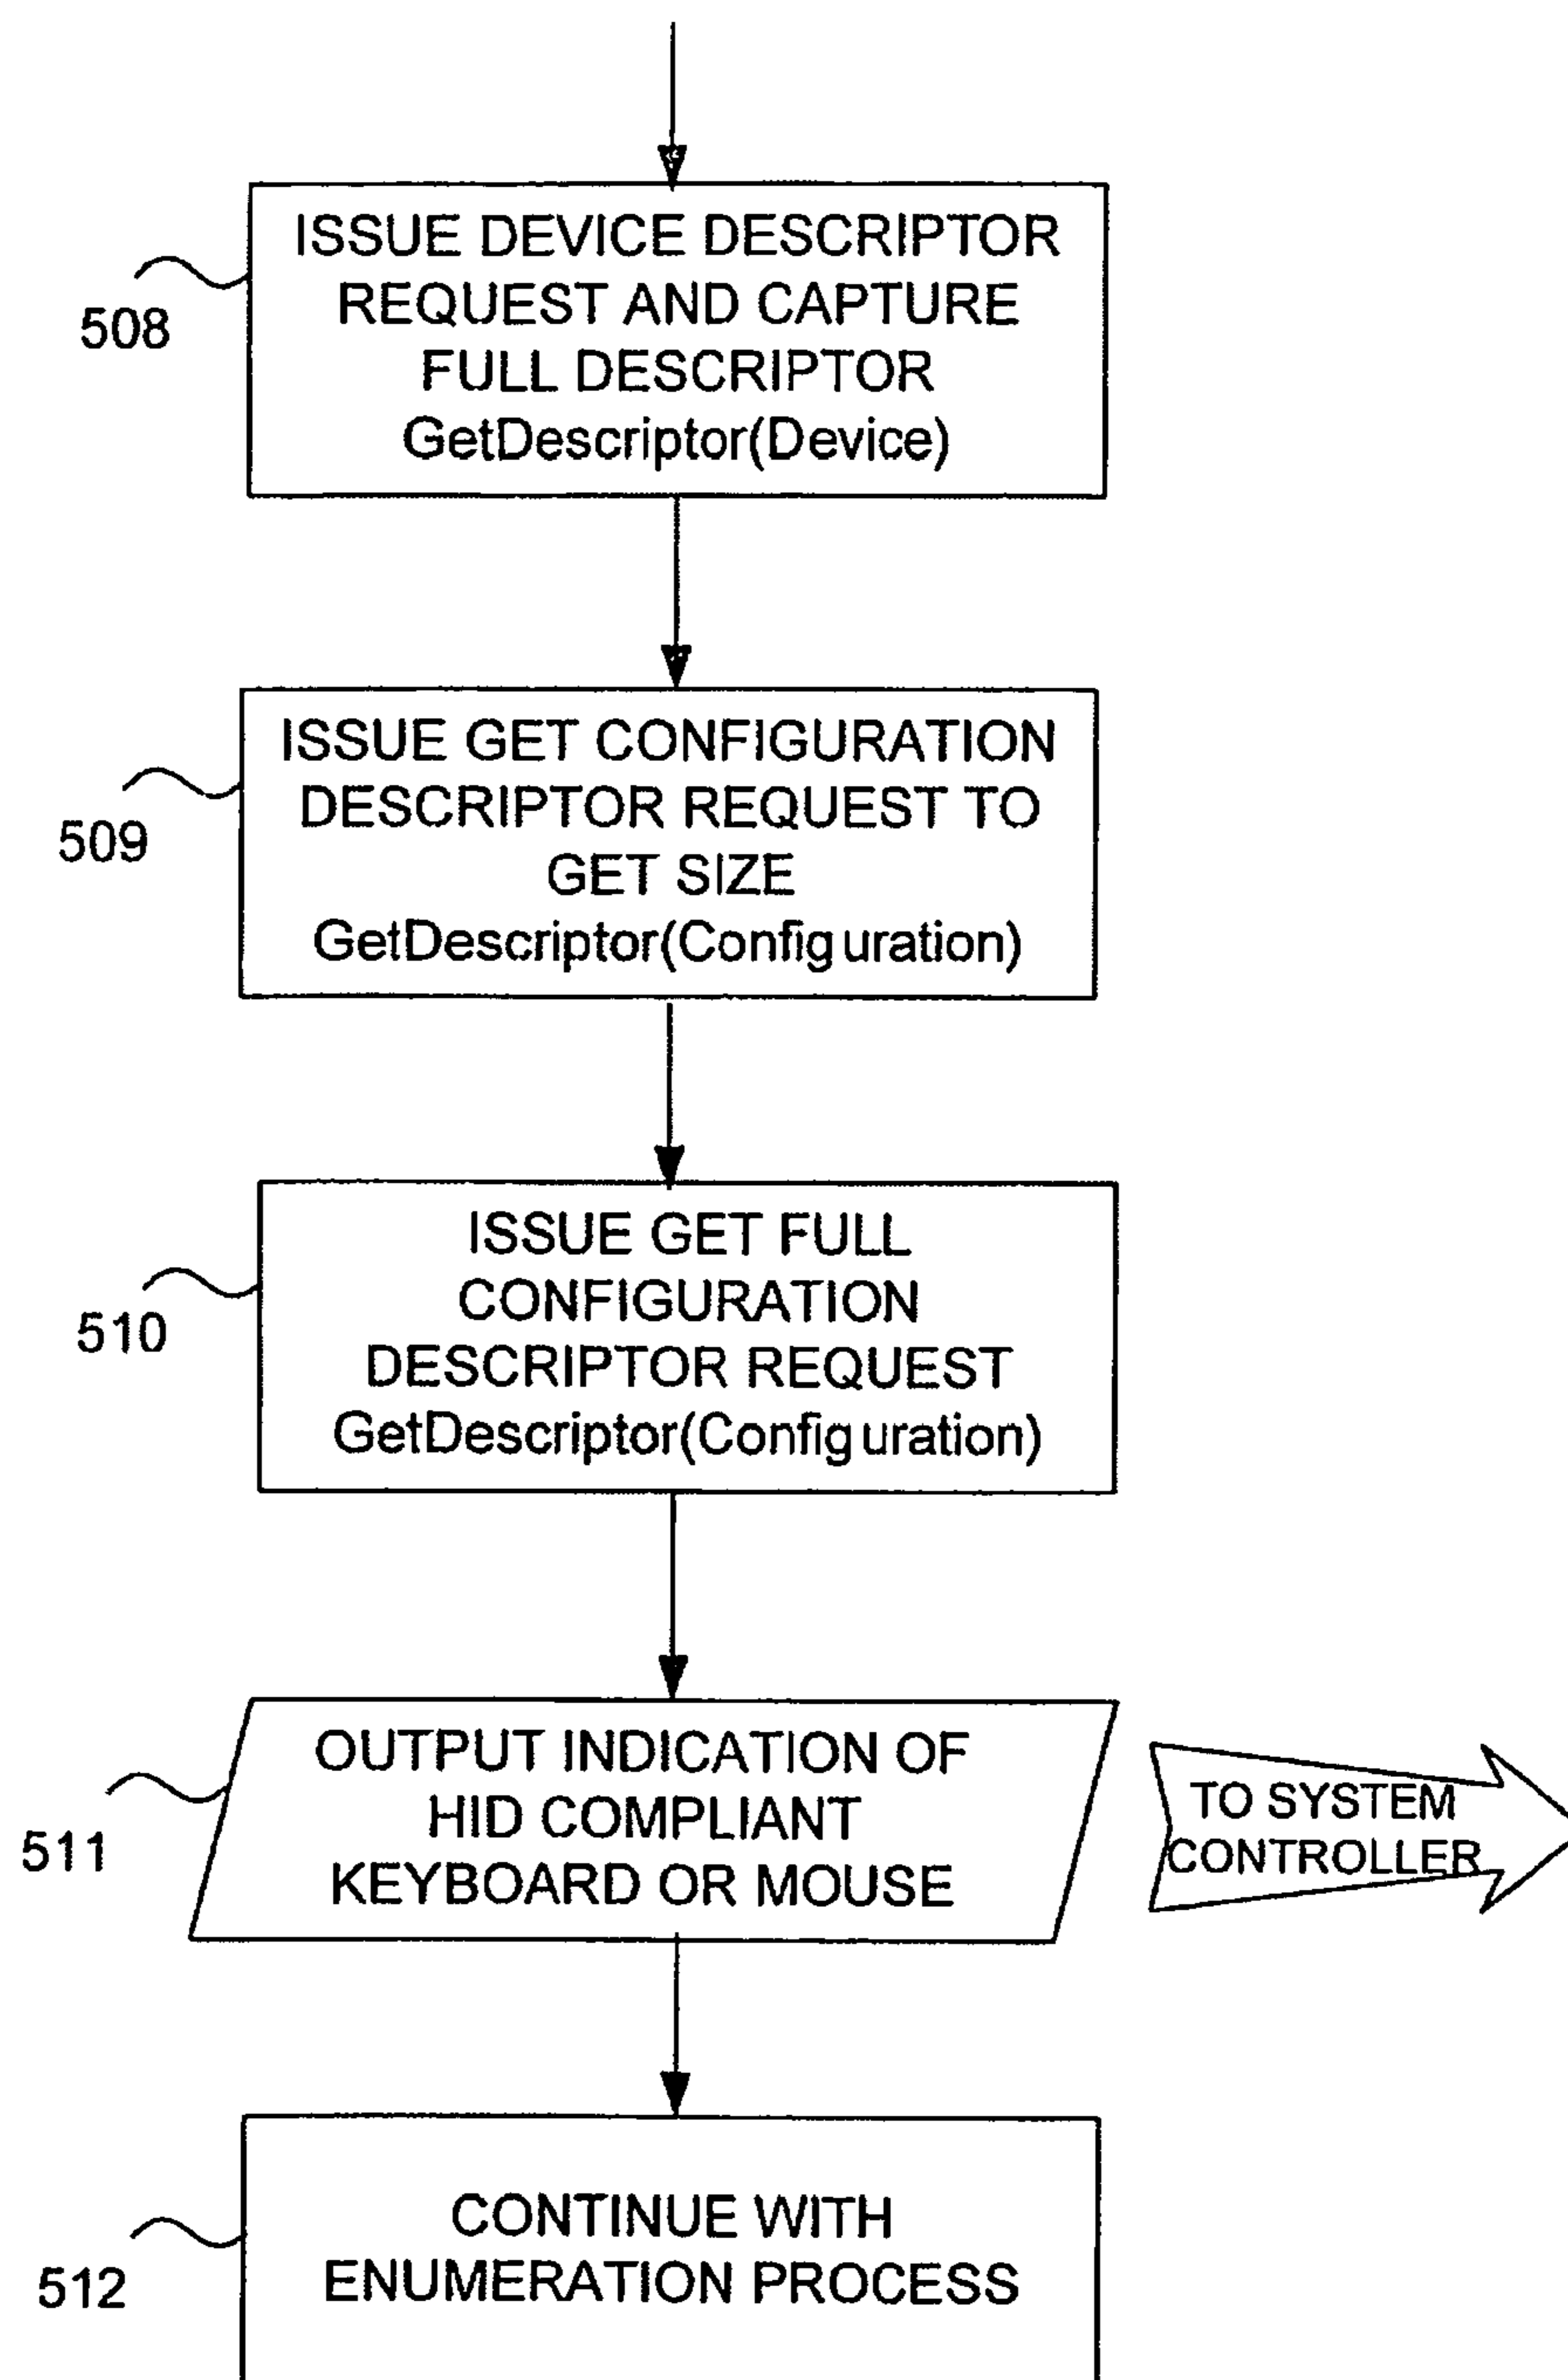 ISSUE DEVICE DESCRIPTOR
REQUEST AND CAPTURE
FULL DESCRIPTOR
GetDescriptor(Device)
508
ISSUE GET CONFIGURATION
DESCRIPTOR REQUEST TO
GET SIZE
GetDescriptor(Configuration)
509
ISSUE GET FULL
CONFIGURATION
DESCRIPTOR REQUEST
GetDescriptor(Configuration)
510
OUTPUT INDICATION OF
HID COMPLIANT
KEYBOARD OR MOUSE
511
TO SYSTEM
CONTROLLER
CONTINUE WITH
ENUMERATION PROCESS
512